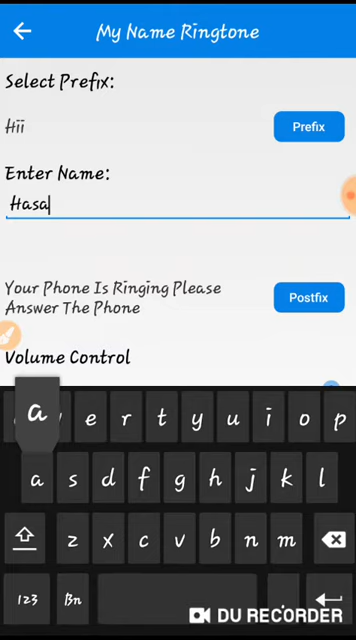 My Name Ringtone
Select Prefix:
Hii
Prefix
Enter Name:
Hasa
Your Phone Is Ringing Please
Answer The Phone
Postfix
Volume Control
a
e r t y u i o p
a s d f g h j k l
z x c v b n m
123 Bn
DU RECORDER